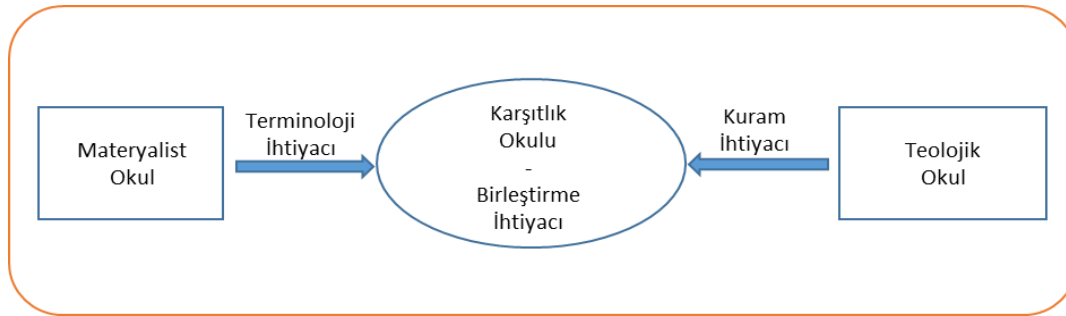 Materyalist
Okul
Terminoloji
İhtiyacı
Karşıtlık
Okulu
-
Birleştirme
İhtiyacı
Kuram
İhtiyacı
Teolojik
Okul